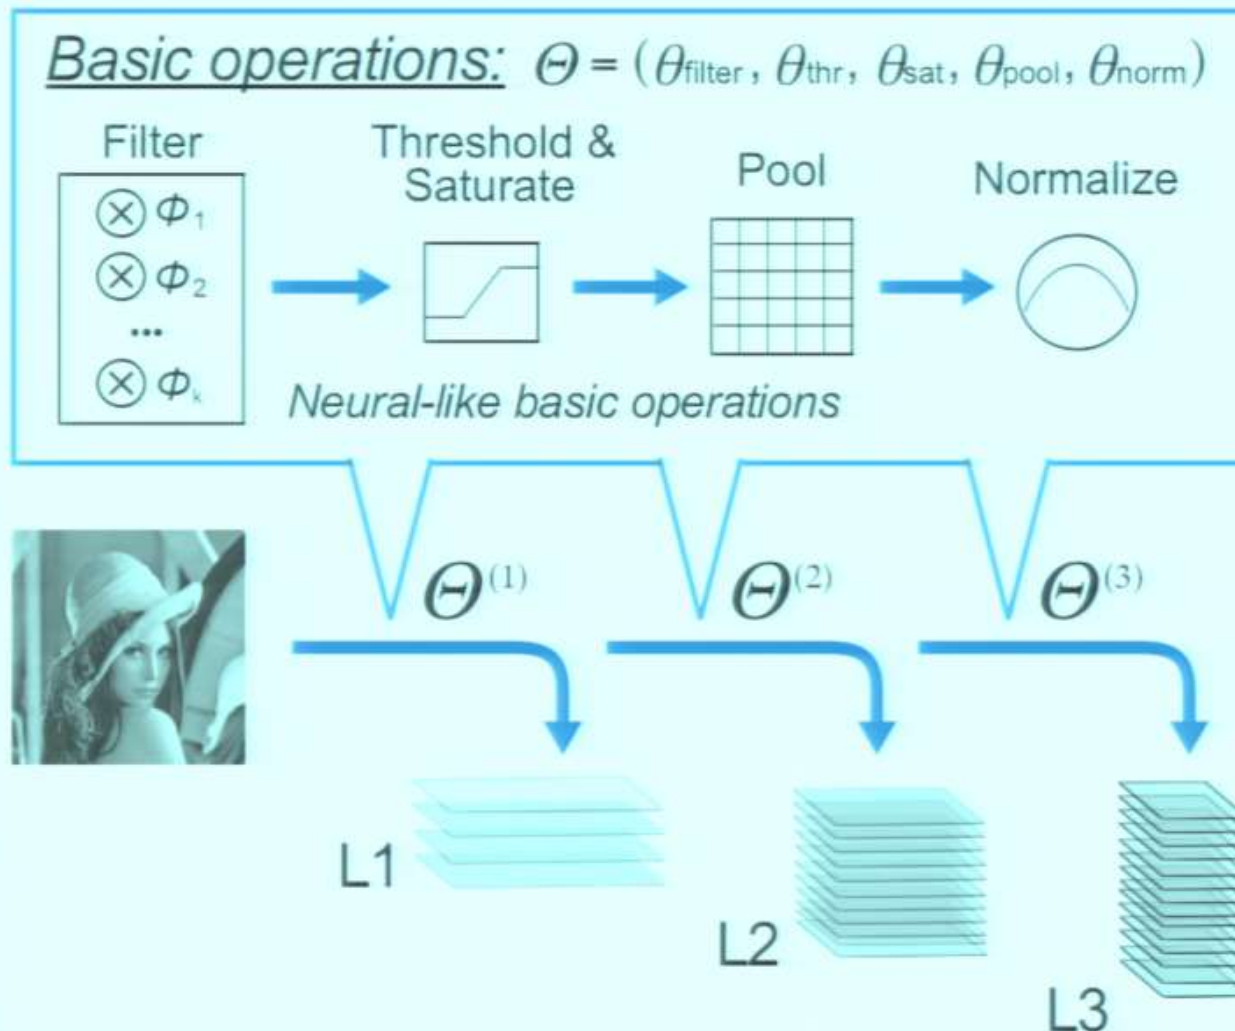 Basic operations: Θ = (θfilter, θthr, θsat, θpool, θnorm)
Filter
Threshold &
Saturate
Pool
Normalize
⊗ Φ1
⊗ Φ2
...
⊗ Φk
Neural-like basic operations
Θ(1)
Θ(2)
Θ(3)
L1
L2
L3